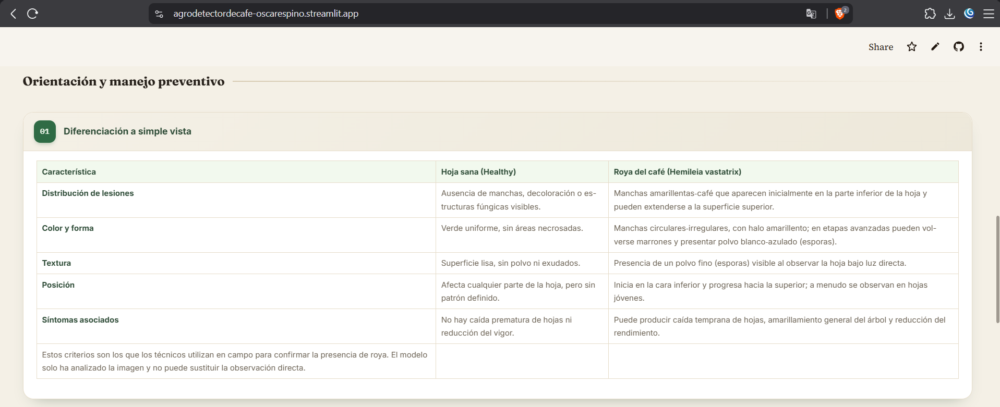 agrodetectordecafe-oscarespino.streamlit.app
2
Share
Orientación y manejo preventivo
01
Diferenciación a simple vista
Característica
Hoja sana (Healthy)
Roya del café (Hemileia vastatrix)
Distribución de lesiones
Ausencia de manchas, decoloración o es-
tructuras fúngicas visibles.
Manchas amarillentas-café que aparecen inicialmente en la parte inferior de la hoja y
pueden extenderse a la superficie superior.
Color y forma
Verde uniforme, sin áreas necrosadas.
Manchas circulares-irregulares, con halo amarillento; en etapas avanzadas pueden vol-
verse marrones y presentar polvo blanco-azulado (esporas).
Textura
Superficie lisa, sin polvo ni exudados.
Presencia de un polvo fino (esporas) visible al observar la hoja bajo luz directa.
Posición
Afecta cualquier parte de la hoja, pero sin
patrón definido.
Inicia en la cara inferior y progresa hacia la superior; a menudo se observan en hojas
jóvenes.
Síntomas asociados
No hay caída prematura de hojas ni
reducción del vigor.
Puede producir caída temprana de hojas, amarillamiento general del árbol y reducción del
rendimiento.
Estos criterios son los que los técnicos utilizan en campo para confirmar la presencia de roya. El modelo
solo ha analizado la imagen y no puede sustituir la observación directa.